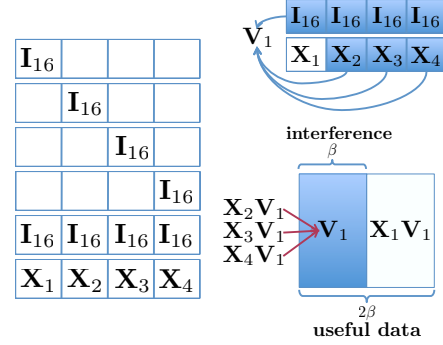 I₁₆
I₁₆
I₁₆
I₁₆
I₁₆ I₁₆ I₁₆ I₁₆
X₁ X₂ X₃ X₄
I₁₆ I₁₆ I₁₆ I₁₆
V₁
X₁ X₂ X₃ X₄
interference
β
X₂V₁
X₃V₁
X₄V₁
V₁ X₁V₁
2β
useful data